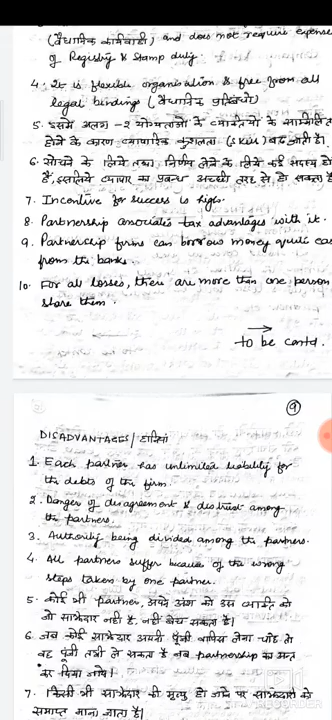 (वैधानिक कार्यवाही) and does not require expense
of Registry & Stamp duty.
4. It is flexible organisation & free from all
legal bindings (वैधानिक
5. इसमें अलग-2 योग्यताओं के व्यक्तियों के सम्मिलित
होने के कारण व्यापारिक कुशलता (skill) बढ़ जाती है।
6. सोचने के लिये तथा निर्णय लेने के लिये कई सदस्य हो
हैं, इसलिये व्यापार का प्रबन्ध अच्छी तरह से हो सकता है
7. Incentive for success is high.
8. Partnership associates tax advantages with it.
9. Partnership firms can borrow money quite eas
from the banks.
10. For all losses, there are more than one person
share them.
to be contd.
9
DISADVANTAGES/हानियां
1. Each partner has unlimited liability for
the debts of the firm.
2. Danger of disagreement & distrust among
the partners.
3. Authority being divided among the partners.
4. All partners suffer because of the wrong
steps taken by one partner.
5. कोई भी partner, अपने अंश को उस व्यक्ति को
जो साझेदार नहीं है, नहीं बेच सकता है।
6. जब कोई साझेदार अपनी पूंजी वापिस लेना चाहे तो
वह पूंजी तभी ले सकता है जब partnership का अन्त
कर दिया जाये।
7. किसी भी साझेदार की मृत्यु हो जाने पर साझेदारी को
समाप्त माना जाता है।